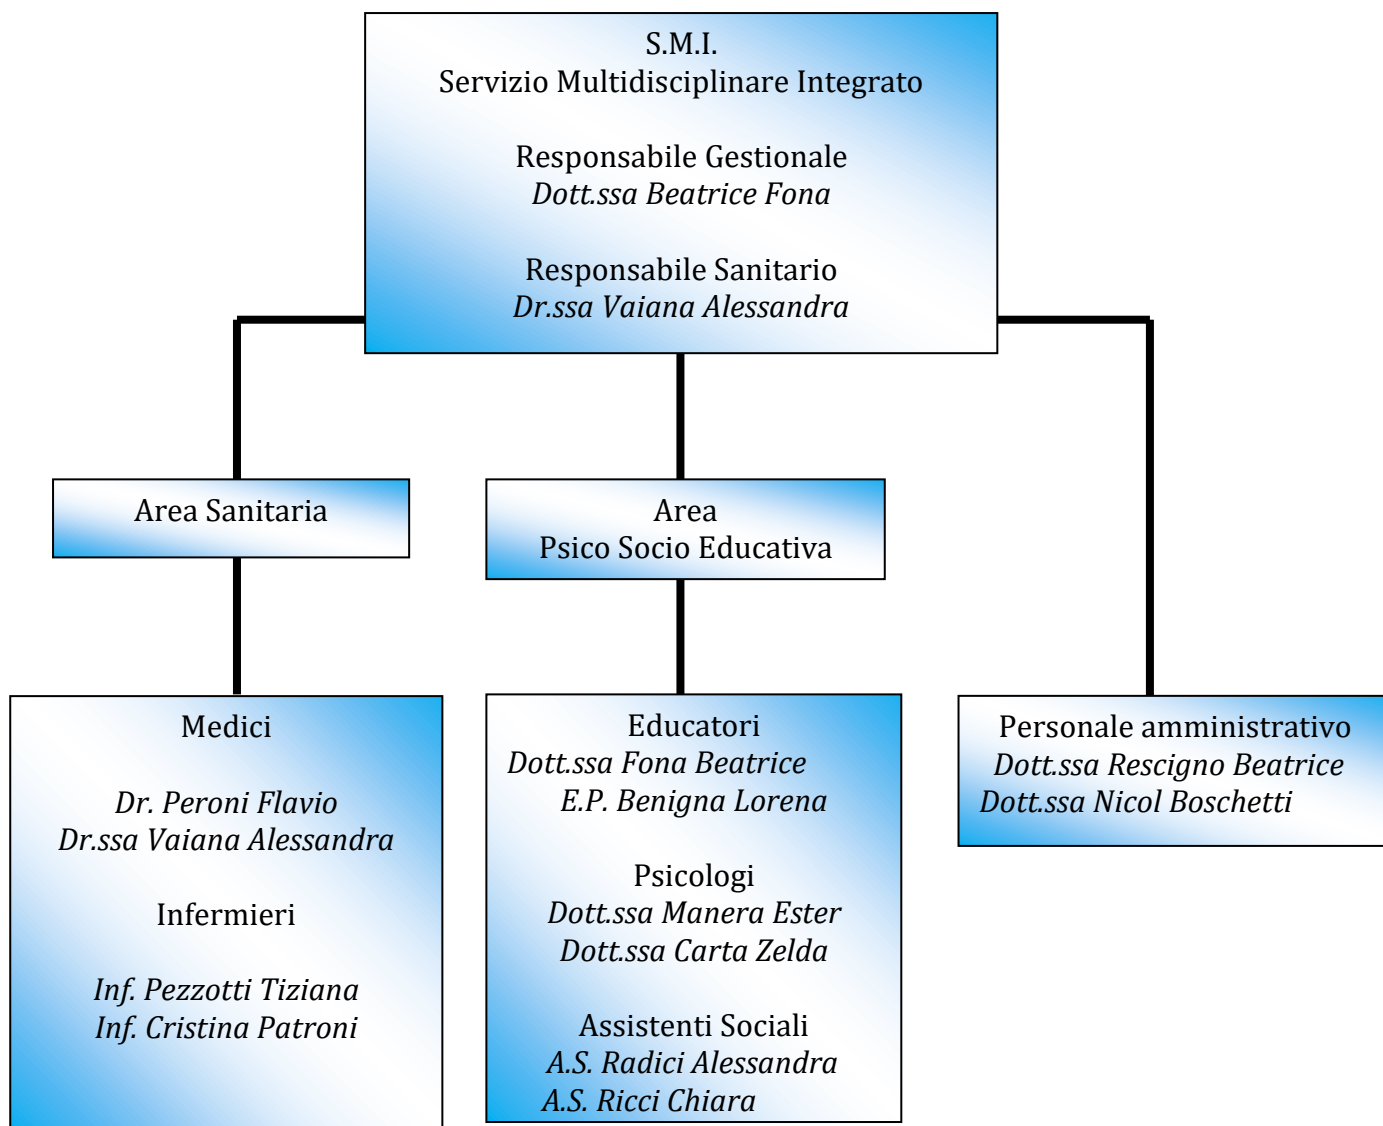 S.M.I.
Servizio Multidisciplinare Integrato
Responsabile Gestionale
Dott.ssa Beatrice Fona
Responsabile Sanitario
Dr.ssa Vaiana Alessandra
Area Sanitaria
Area
Psico Socio Educativa
Medici
Dr. Peroni Flavio
Dr.ssa Vaiana Alessandra
Infermieri
Inf. Pezzotti Tiziana
Inf. Cristina Patroni
Educatori
Dott.ssa Fona Beatrice
E.P. Benigna Lorena
Psicologi
Dott.ssa Manera Ester
Dott.ssa Carta Zelda
Assistenti Sociali
A.S. Radici Alessandra
A.S. Ricci Chiara
Personale amministrativo
Dott.ssa Rescigno Beatrice
Dott.ssa Nicol Boschetti